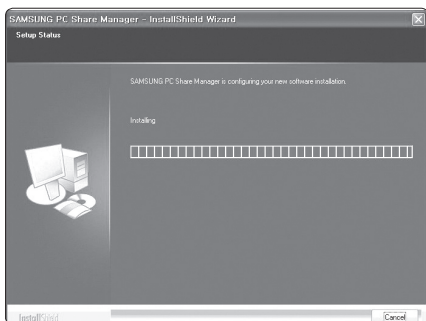 SAMSUNG PC Share Manager - InstallShield Wizard
Setup Status
SAMSUNG PC Share Manager is configuring your new software installation.
Installing
InstallShield
Cancel